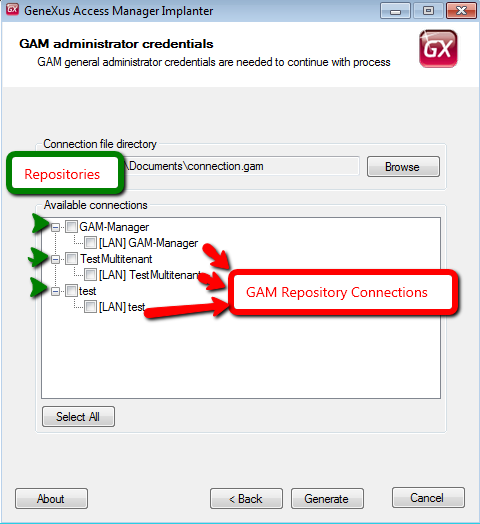 GeneXus Access Manager Implanter
GAM administrator credentials
GAM general administrator credentials are needed to continue with process
GX
Connection file directory
Repositories
\Documents\connection.gam
Browse
Available connections
GAM-Manager
[LAN] GAM-Manager
TestMultitenant
[LAN] TestMultitenant
test
[LAN] test
GAM Repository Connections
Select All
About
< Back
Generate
Cancel